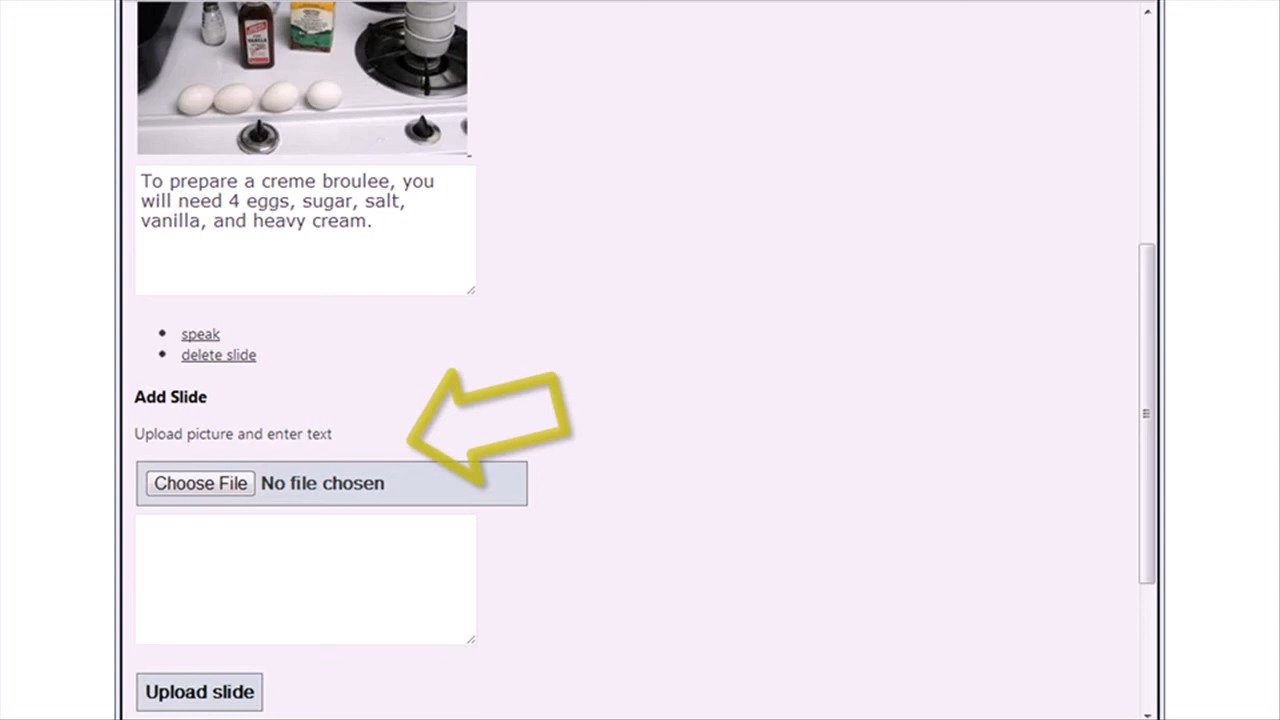 VANILLA
To prepare a creme broulee, you
will need 4 eggs, sugar, salt,
vanilla, and heavy cream.
speak
delete slide
Add Slide
Upload picture and enter text
Choose File No file chosen
Upload slide